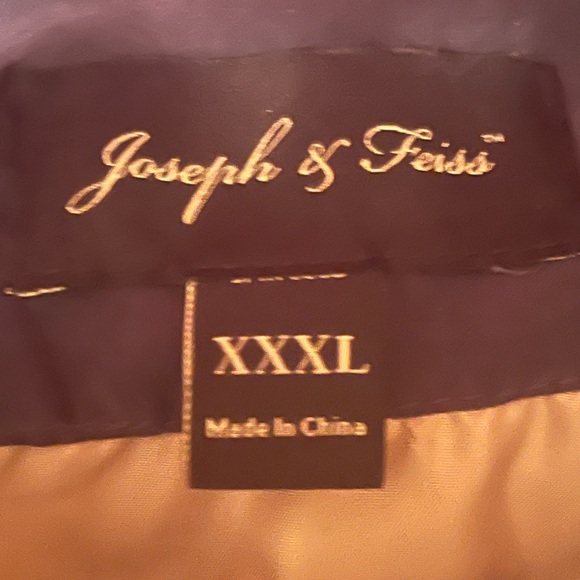 Joseph & Feiss™
XXXL
Made In China